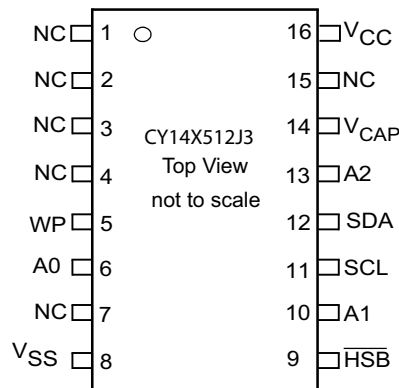 NC 1 16 VCC
NC 2 15 NC
NC 3 14 VCAP
CY14X512J3
Top View
not to scale
NC 4 13 A2
WP 5 12 SDA
A0 6 11 SCL
NC 7 10 A1
VSS 8 9 HSB